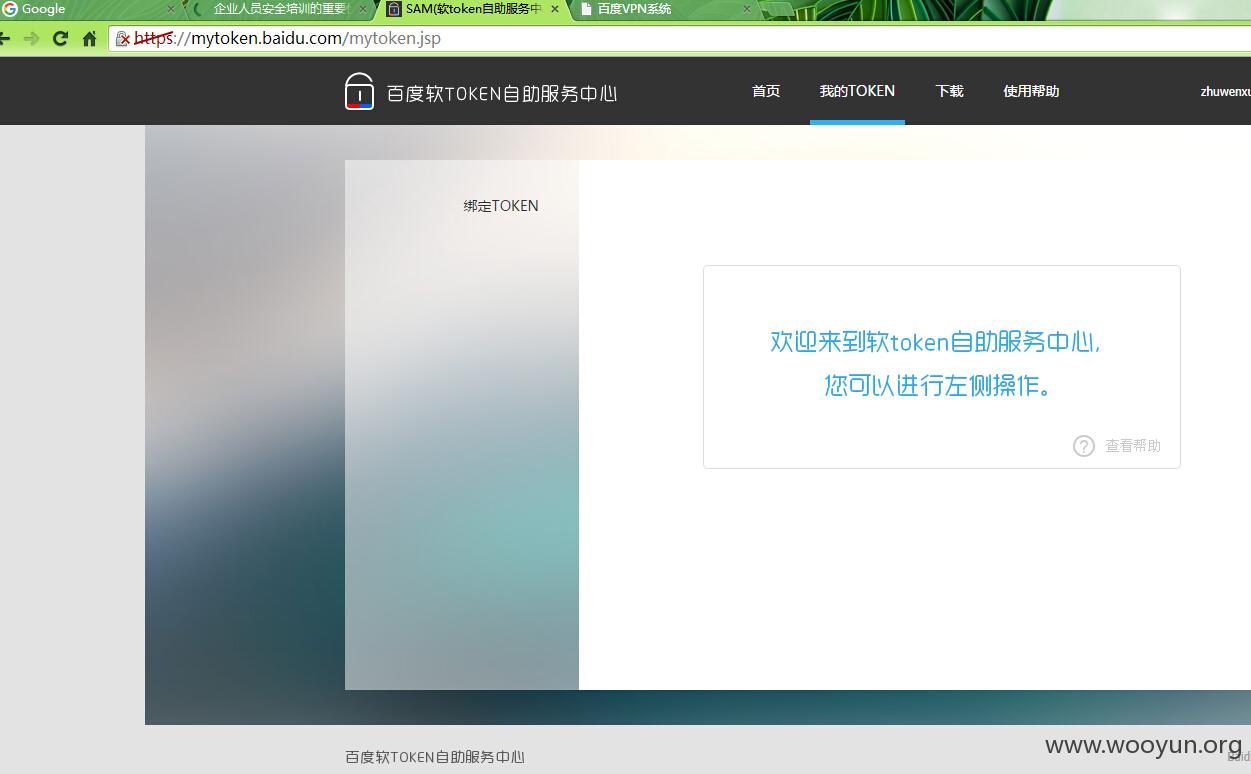 Google
企业人员安全培训的重要
SAM(软token自助服务中
百度VPN系统
https://mytoken.baidu.com/mytoken.jsp
百度软TOKEN自助服务中心
首页 我的TOKEN 下载 使用帮助
zhuwenxu
绑定TOKEN
欢迎来到软token自助服务中心,
您可以进行左侧操作。
? 查看帮助
百度软TOKEN自助服务中心
www.wooyun.org